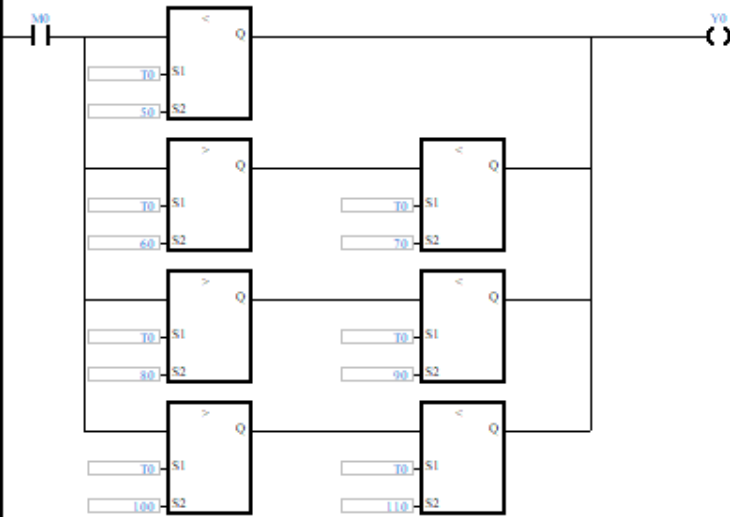 M0 Y0
<
Q
T0 S1
50 S2
> <
Q Q
T0 S1 T0 S1
60 S2 70 S2
> <
Q Q
T0 S1 T0 S1
80 S2 90 S2
> <
Q Q
T0 S1 T0 S1
100 S2 110 S2